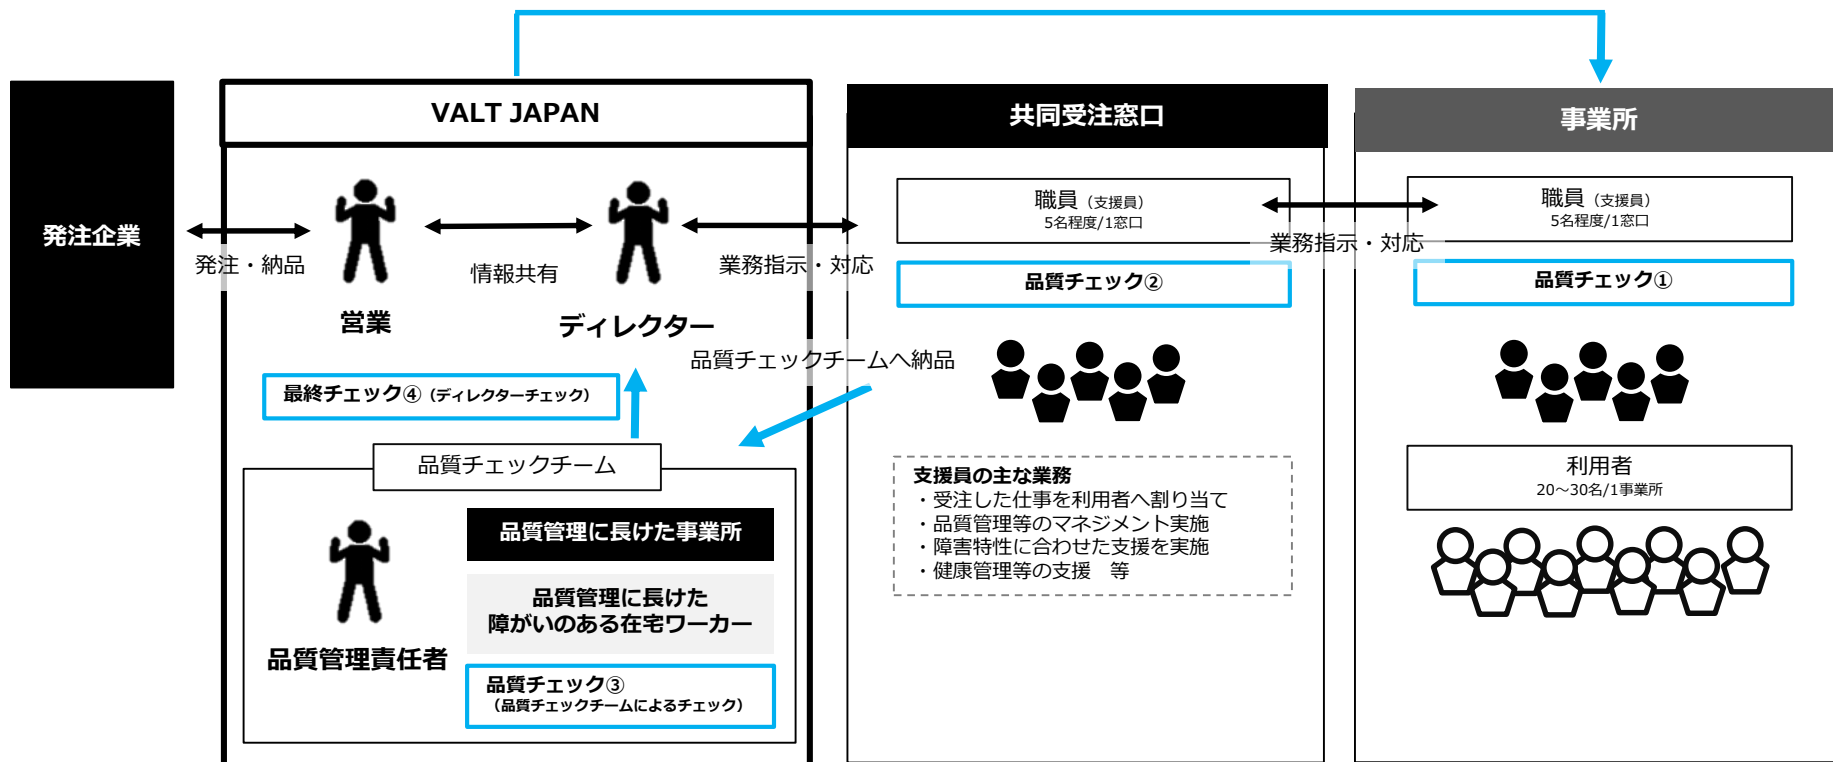 発注企業
発注・納品
VALT JAPAN
営業
情報共有
ディレクター
業務指示・対応
品質チェックチームへ納品
最終チェック④（ディレクターチェック）
品質チェックチーム
品質管理責任者
品質管理に長けた事業所
品質管理に長けた
障がいのある在宅ワーカー
品質チェック③
（品質チェックチームによるチェック）
共同受注窓口
職員（支援員）
5名程度/1窓口
品質チェック②
支援員の主な業務
・受注した仕事を利用者へ割り当て
・品質管理等のマネジメント実施
・障害特性に合わせた支援を実施
・健康管理等の支援　等
業務指示・対応
事業所
職員（支援員）
5名程度/1窓口
品質チェック①
利用者
20～30名/1事業所